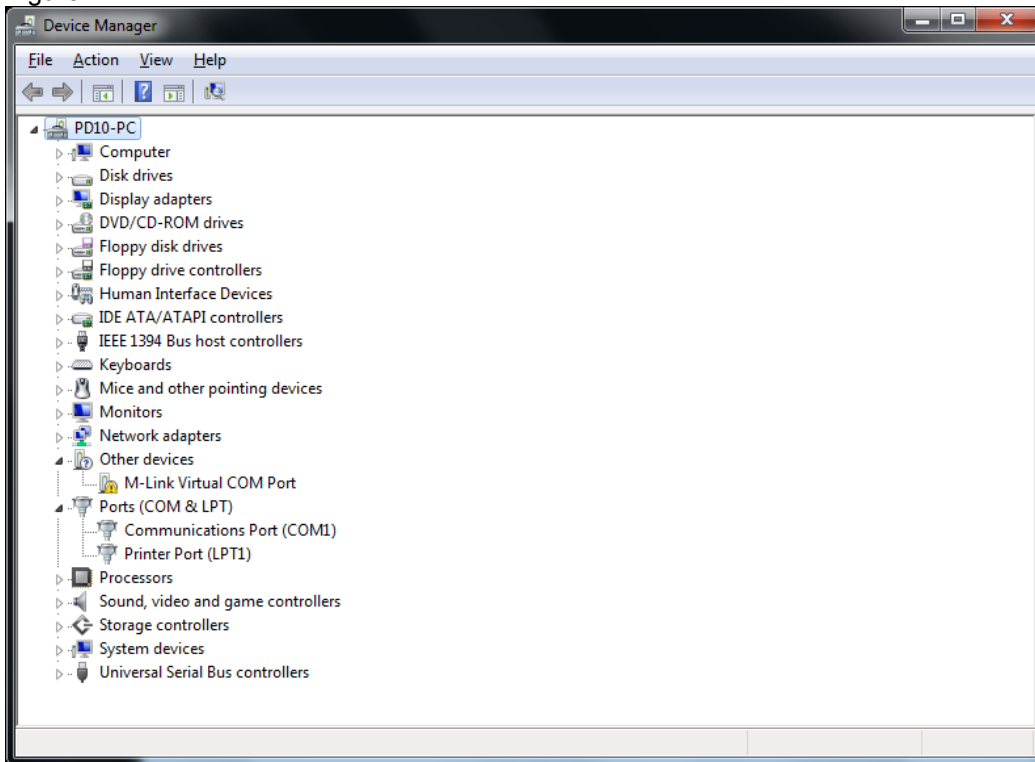 Device Manager
File Action View Help
PD10-PC
Computer
Disk drives
Display adapters
DVD/CD-ROM drives
Floppy disk drives
Floppy drive controllers
Human Interface Devices
IDE ATA/ATAPI controllers
IEEE 1394 Bus host controllers
Keyboards
Mice and other pointing devices
Monitors
Network adapters
Other devices
M-Link Virtual COM Port
Ports (COM & LPT)
Communications Port (COM1)
Printer Port (LPT1)
Processors
Sound, video and game controllers
Storage controllers
System devices
Universal Serial Bus controllers